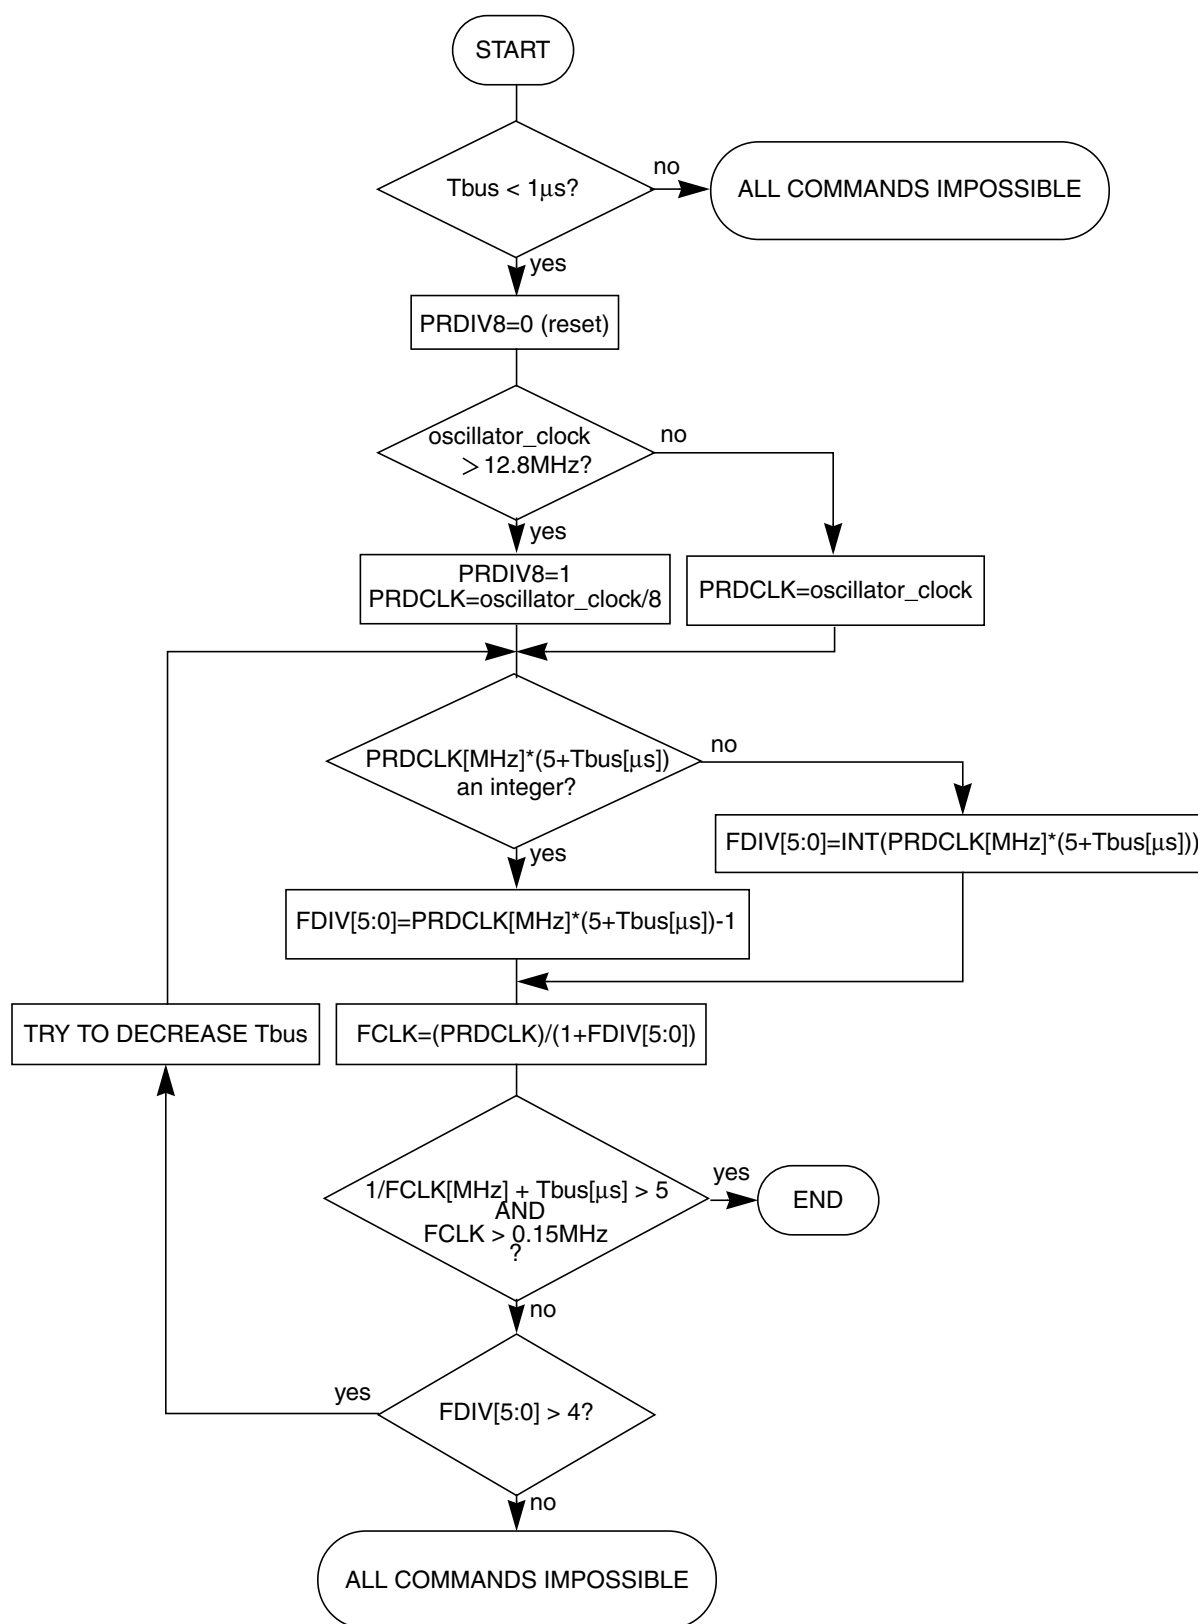 START
Tbus < 1μs?
no
ALL COMMANDS IMPOSSIBLE
yes
PRDIV8=0 (reset)
oscillator_clock
> 12.8MHz?
no
yes
PRDIV8=1
PRDCLK=oscillator_clock/8
PRDCLK=oscillator_clock
PRDCLK[MHz]*(5+Tbus[μs])
an integer?
no
yes
FDIV[5:0]=INT(PRDCLK[MHz]*(5+Tbus[μs]))
FDIV[5:0]=PRDCLK[MHz]*(5+Tbus[μs])-1
TRY TO DECREASE Tbus
FCLK=(PRDCLK)/(1+FDIV[5:0])
1/FCLK[MHz] + Tbus[μs] > 5
AND
FCLK > 0.15MHz
?
yes
END
no
yes
FDIV[5:0] > 4?
no
ALL COMMANDS IMPOSSIBLE